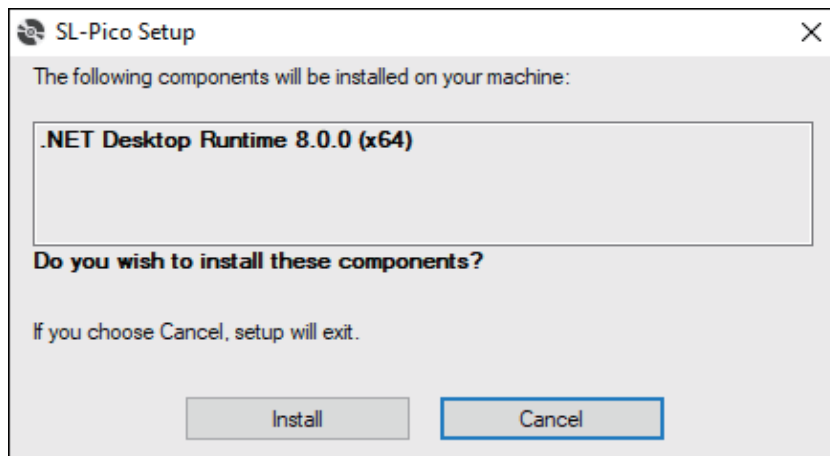 SL-Pico Setup
The following components will be installed on your machine:
.NET Desktop Runtime 8.0.0 (x64)
Do you wish to install these components?
If you choose Cancel, setup will exit.
Install
Cancel